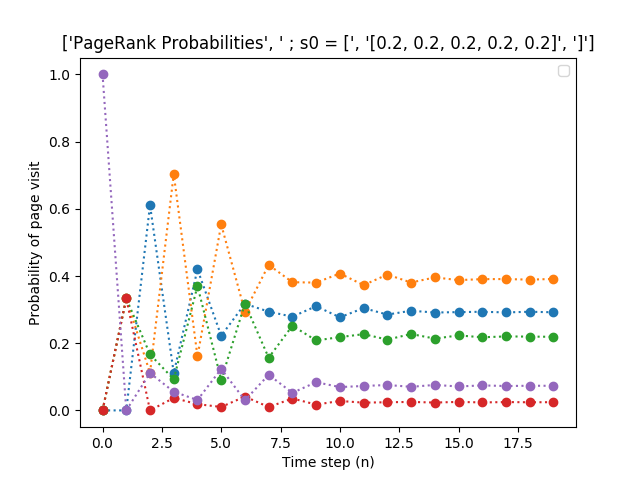 ['PageRank Probabilities', ' ; s0 = [', '[0.2, 0.2, 0.2, 0.2, 0.2]', ']']
1.0
0.8
0.6
0.4
0.2
0.0
Probability of page visit
0.0 2.5 5.0 7.5 10.0 12.5 15.0 17.5
Time step (n)